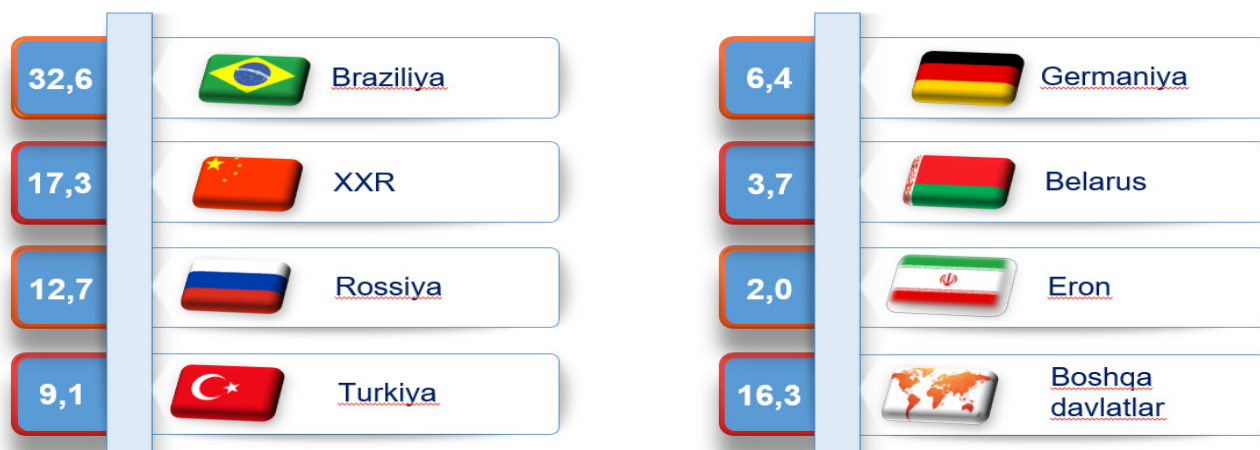 32,6 Braziliya
17,3 XXR
12,7 Rossiya
9,1 Turkiya
6,4 Germaniya
3,7 Belarus
2,0 Eron
16,3 Boshqa
davlatlar